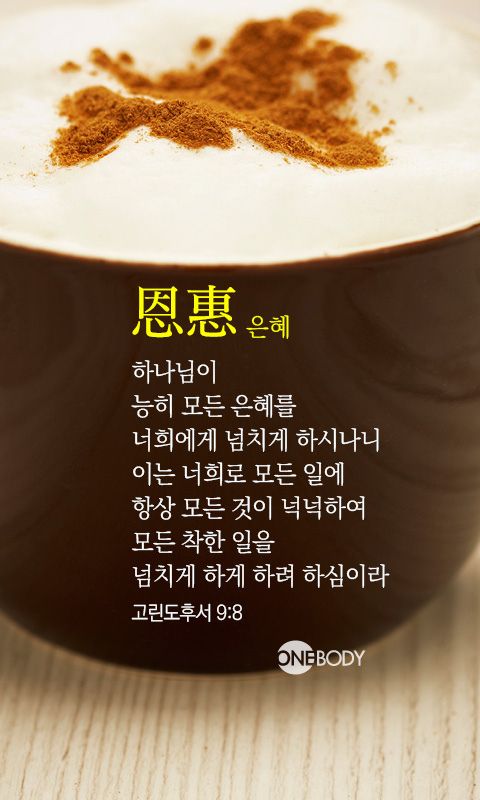 恩惠 은혜
하나님이
능히 모든 은혜를
너희에게 넘치게 하시나니
이는 너희로 모든 일에
항상 모든 것이 넉넉하여
모든 착한 일을
넘치게 하게 하려 하심이라
고린도후서 9:8
ONEBODY